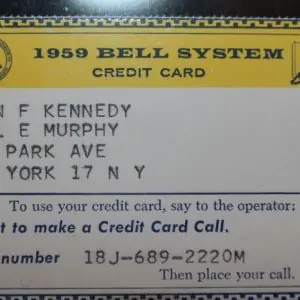 1959 BELL SYSTEM
CREDIT CARD
F KENNEDY
E MURPHY
PARK AVE
YORK 17 N Y
To use your credit card, say to the operator:
to make a Credit Card Call.
number 18J-689-2220M
Then place your call.